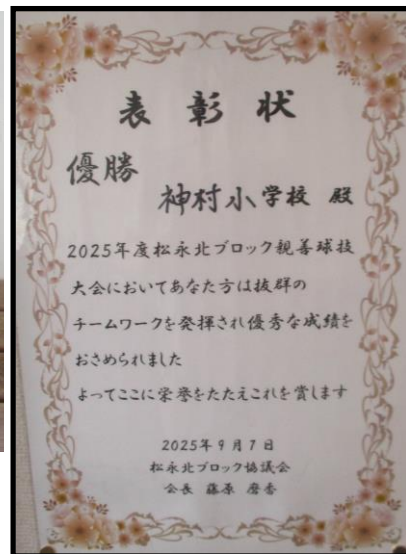 表彰状
優勝
神村小学校 殿
2025年度松永北ブロック親善球技
大会においてあなた方は抜群の
チームワークを発揮され優秀な成績を
おさめられました
よってここに栄誉をたたえこれを賞します
2025年9月7日
松永北ブロック協議会
会長 藤原